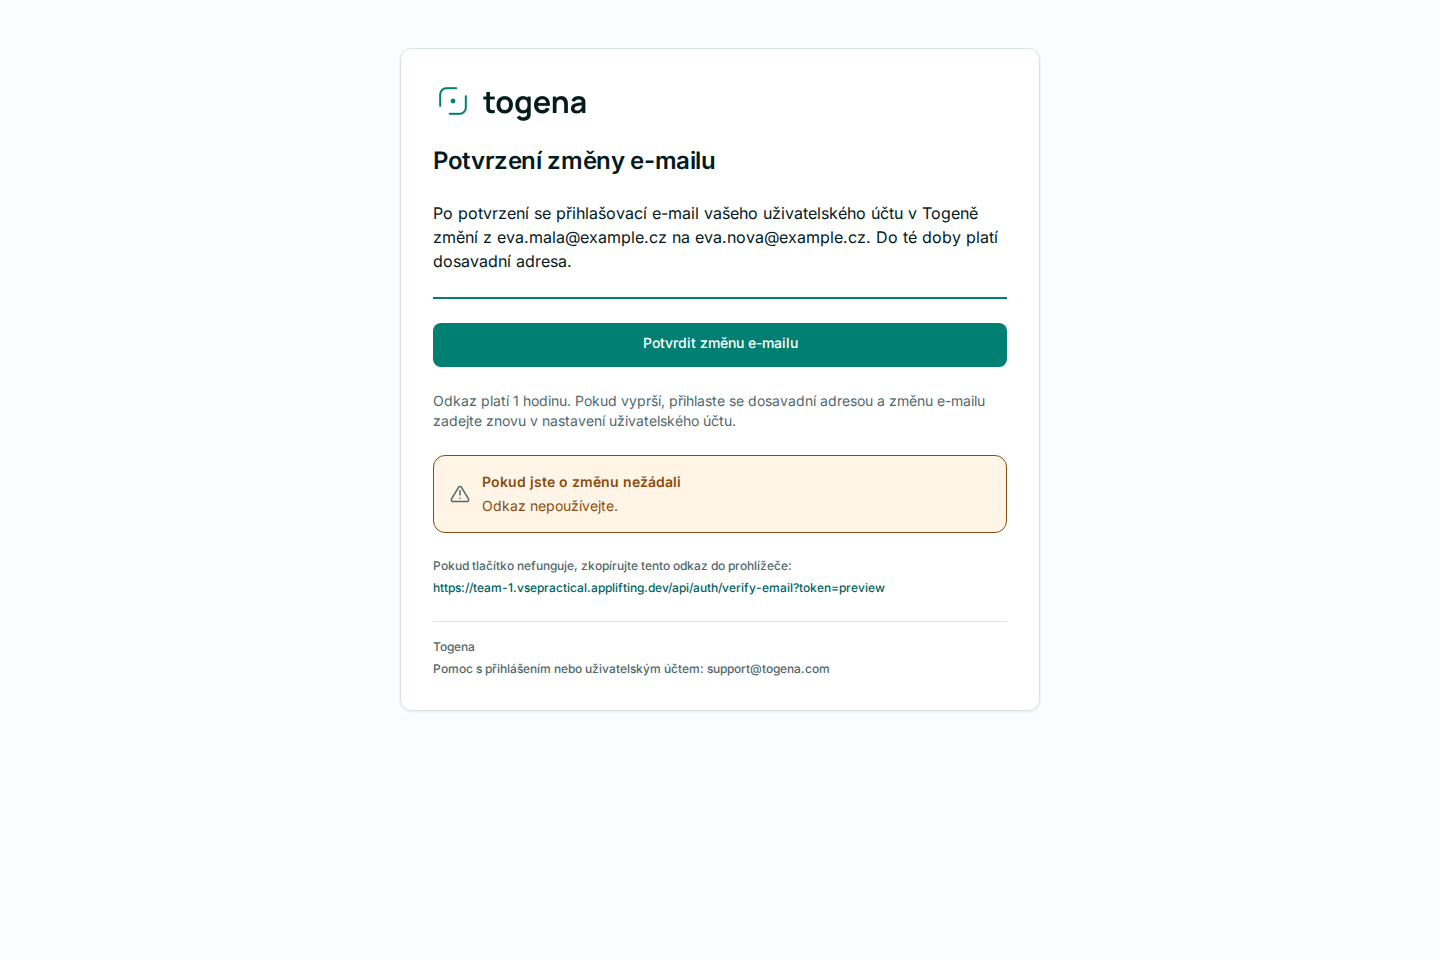 togena
Potvrzení změny e-mailu
Po potvrzení se přihlašovací e-mail vašeho uživatelského účtu v Togeně
změní z eva.mala@example.cz na eva.nova@example.cz. Do té doby platí
dosavadní adresa.
Potvrdit změnu e-mailu
Odkaz platí 1 hodinu. Pokud vyprší, přihlaste se dosavadní adresou a změnu e-mailu
zadejte znovu v nastavení uživatelského účtu.
Pokud jste o změnu nežádali
Odkaz nepoužívejte.
Pokud tlačítko nefunguje, zkopírujte tento odkaz do prohlížeče:
https://team-1.vsepractical.applifting.dev/api/auth/verify-email?token=preview
Togena
Pomoc s přihlášením nebo uživatelským účtem: support@togena.com